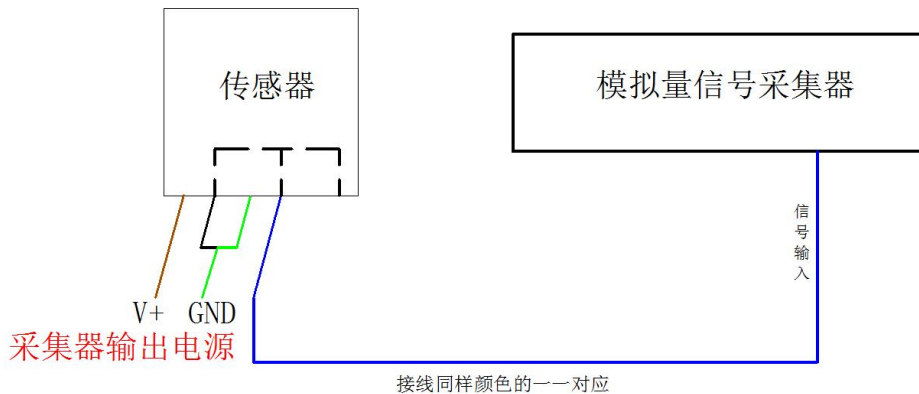 传感器
模拟量信号采集器
信号输入
V+ GND
采集器输出电源
接线同样颜色的一一对应